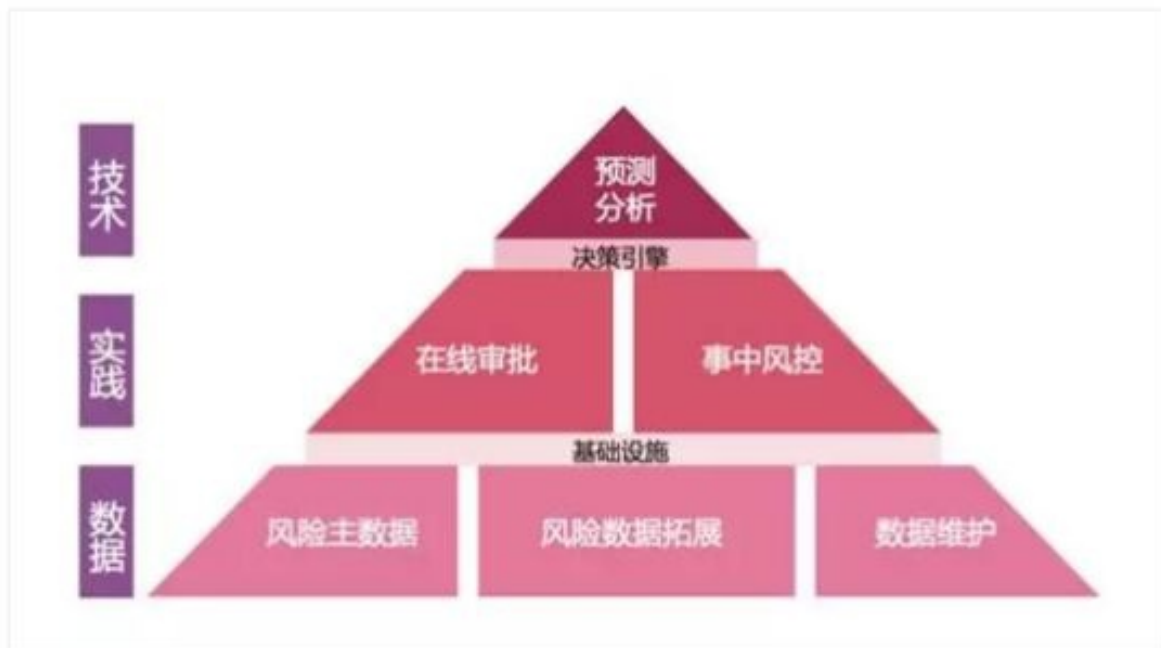 技术
预测
分析
决策引擎
实践
在线审批
事中风控
基础设施
数据
风险主数据
风险数据拓展
数据维护